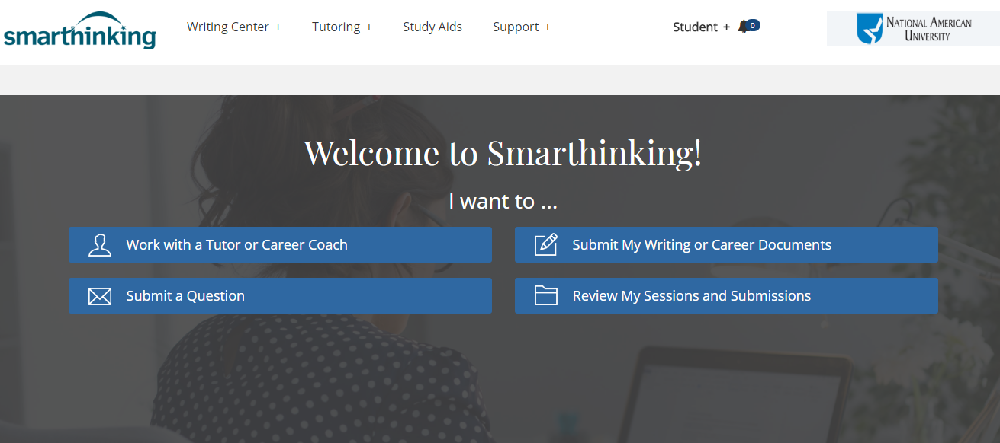 smarthinking
Writing Center +
Tutoring +
Study Aids
Support +
Student +
0
NATIONAL AMERICAN
UNIVERSITY
Welcome to Smarthinking!
I want to ...
Work with a Tutor or Career Coach
Submit My Writing or Career Documents
Submit a Question
Review My Sessions and Submissions